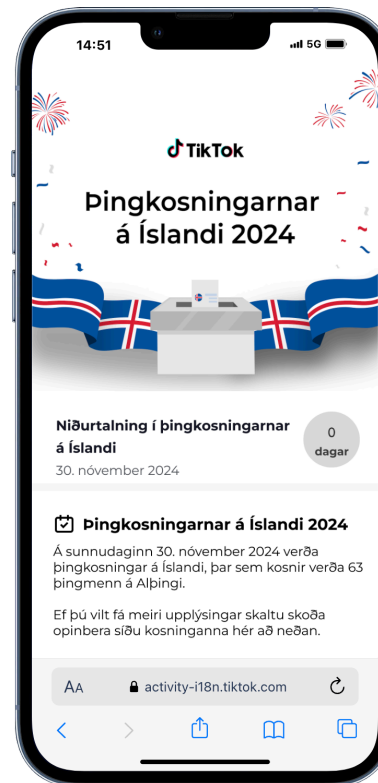 14:51
5G
TikTok
Þingkosningarnar
á Íslandi 2024
Niðurtalning í þingkosningarnar
á Íslandi
30. nóvember 2024
0
dagar
Þingkosningarnar á Íslandi 2024
Á sunnudaginn 30. nóvember 2024 verða
þingkosningar á Íslandi, þar sem kosnir verða 63
þingmenn á Alþingi.
Ef þú vilt fá meiri upplýsingar skaltu skoða
opinbera síðu kosninganna hér að neðan.
AA
activity-i18n.tiktok.com